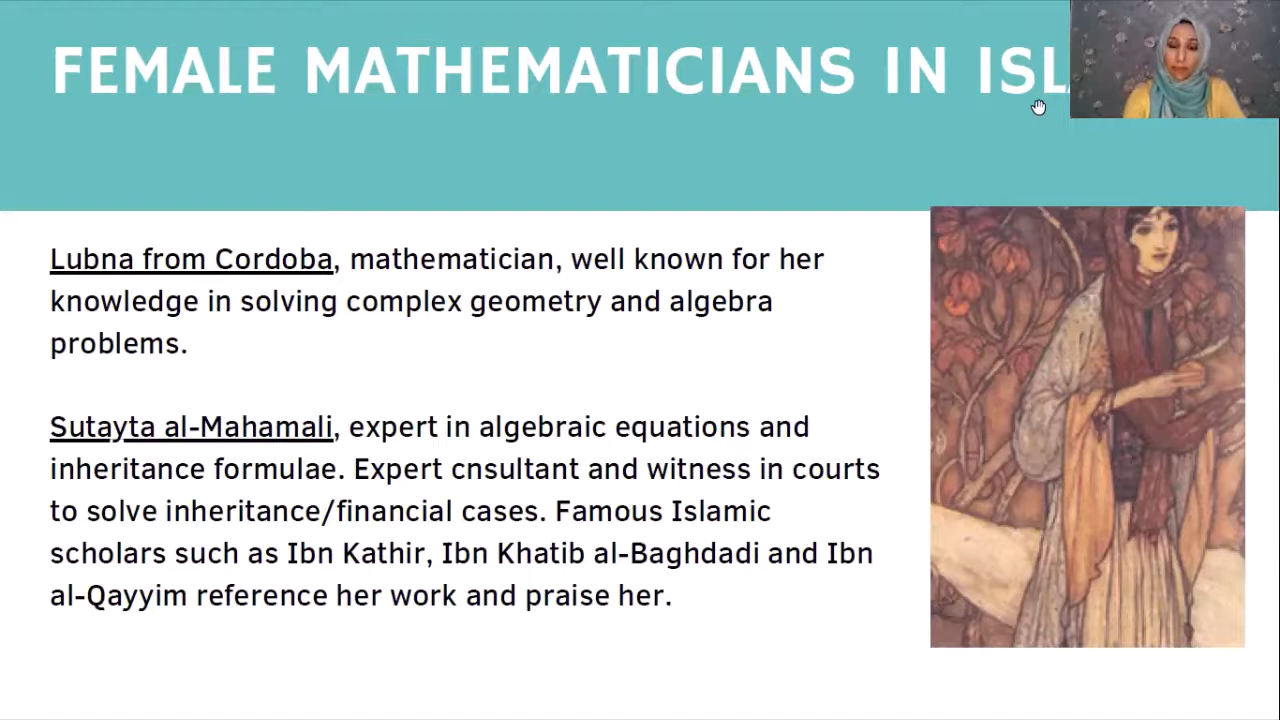 FEMALE MATHEMATICIANS IN ISL
Lubna from Cordoba, mathematician, well known for her
knowledge in solving complex geometry and algebra
problems.
Sutayta al-Mahamali, expert in algebraic equations and
inheritance formulae. Expert cnsultant and witness in courts
to solve inheritance/financial cases. Famous Islamic
scholars such as Ibn Kathir, Ibn Khatib al-Baghdadi and Ibn
al-Qayyim reference her work and praise her.